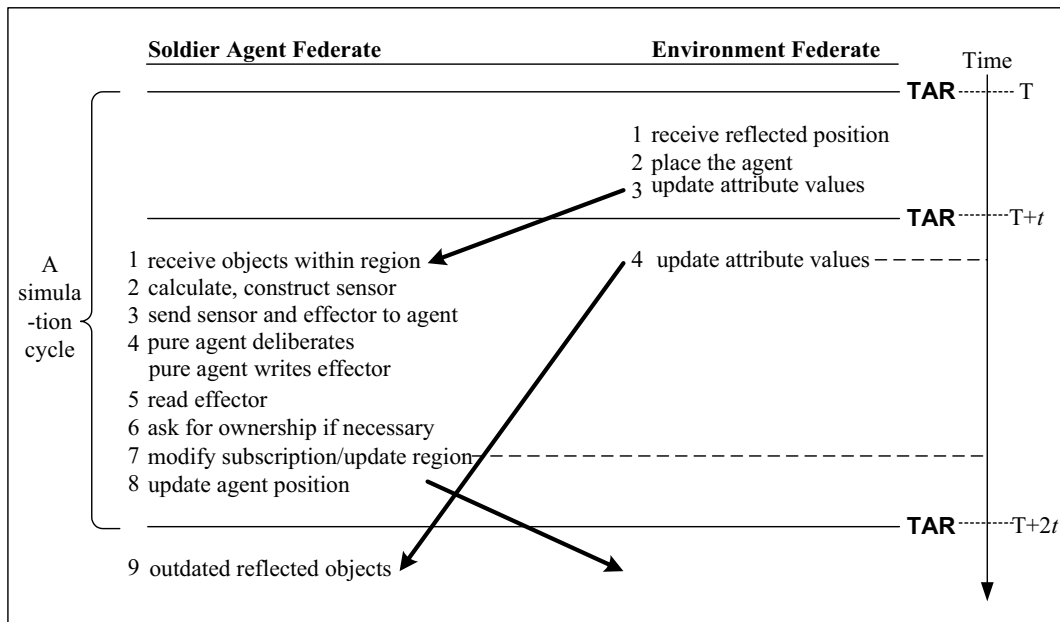 Soldier Agent Federate
Environment Federate
Time
TAR
T
1 receive reflected position
2 place the agent
3 update attribute values
TAR
T+t
A
simula
-tion
cycle
1 receive objects within region
4 update attribute values
2 calculate, construct sensor
3 send sensor and effector to agent
4 pure agent deliberates
pure agent writes effector
5 read effector
6 ask for ownership if necessary
7 modify subscription/update region
8 update agent position
TAR
T+2t
9 outdated reflected objects